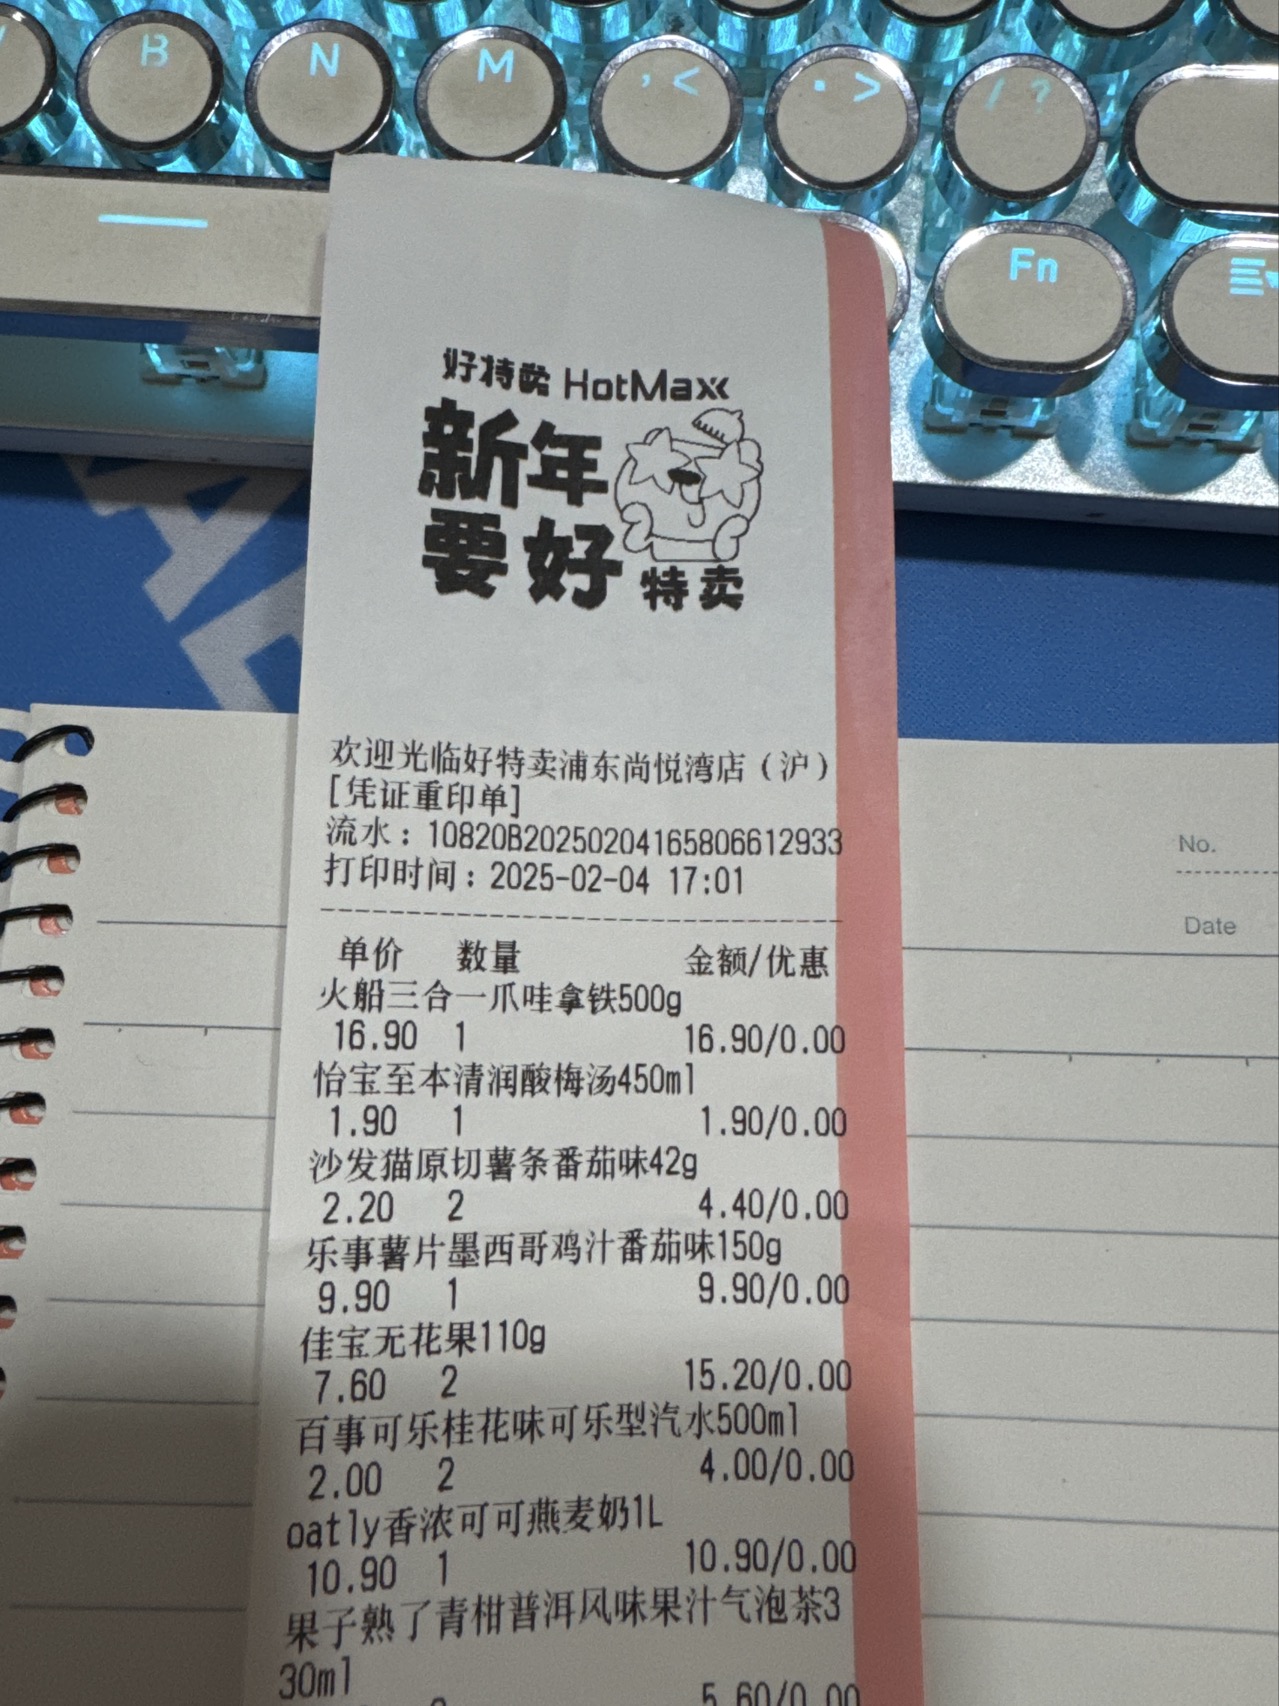 B
N
M
, <
. >
/ ?
Fn
好特卖 HotMaxx
新年
要好
特卖
欢迎光临好特卖浦东尚悦湾店（沪）
[凭证重印单]
流水：10820B20250204165806612933
打印时间：2025-02-04 17:01
No.
Date
单价 数量 金额/优惠
火船三合一爪哇拿铁500g
16.90 1 16.90/0.00
怡宝至本清润酸梅汤450ml
1.90 1 1.90/0.00
沙发猫原切薯条番茄味42g
2.20 2 4.40/0.00
乐事薯片墨西哥鸡汁番茄味150g
9.90 1 9.90/0.00
佳宝无花果110g
7.60 2 15.20/0.00
百事可乐桂花味可乐型汽水500ml
2.00 2 4.00/0.00
oatly香浓可可燕麦奶1L
10.90 1 10.90/0.00
果子熟了青柑普洱风味果汁气泡茶3
30ml
5.60/0.00